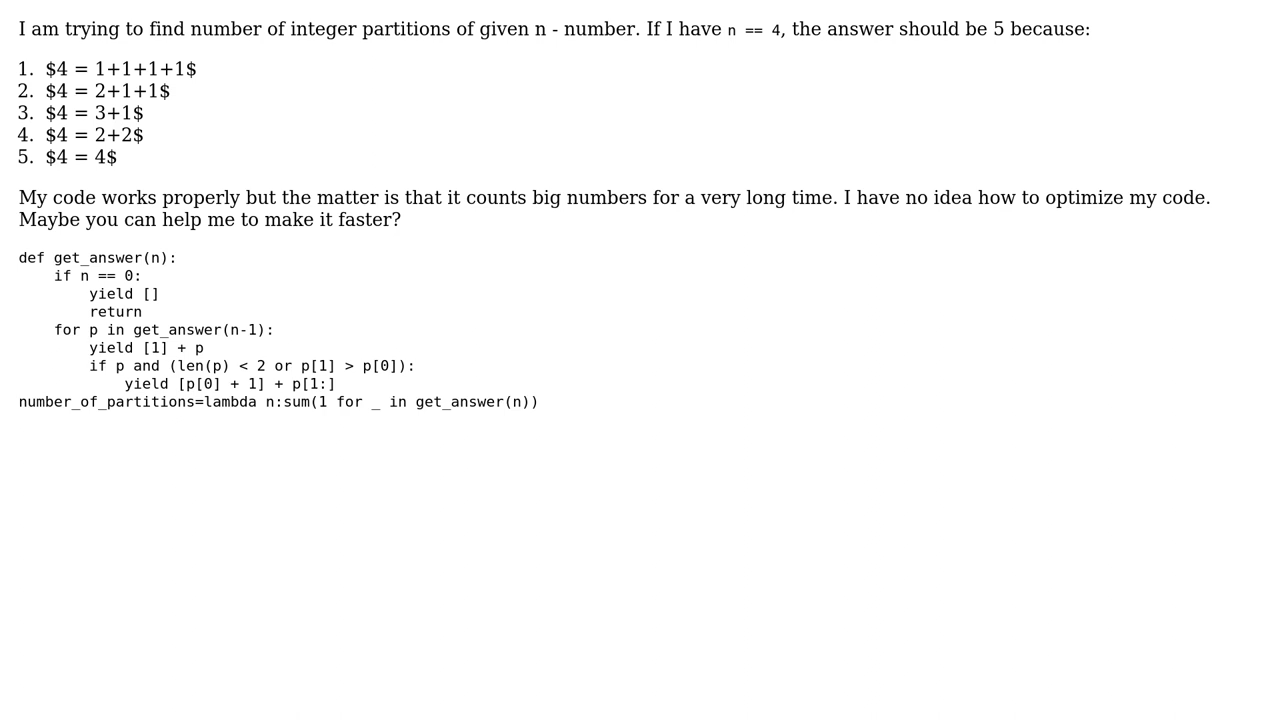 I am trying to find number of integer partitions of given n - number. If I have n == 4, the answer should be 5 because:
1. $4 = 1+1+1+1$
2. $4 = 2+1+1$
3. $4 = 3+1$
4. $4 = 2+2$
5. $4 = 4$
My code works properly but the matter is that it counts big numbers for a very long time. I have no idea how to optimize my code.
Maybe you can help me to make it faster?
def get_answer(n):
    if n == 0:
        yield []
        return
    for p in get_answer(n-1):
        yield [1] + p
        if p and (len(p) < 2 or p[1] > p[0]):
            yield [p[0] + 1] + p[1:]
number_of_partitions=lambda n:sum(1 for _ in get_answer(n))